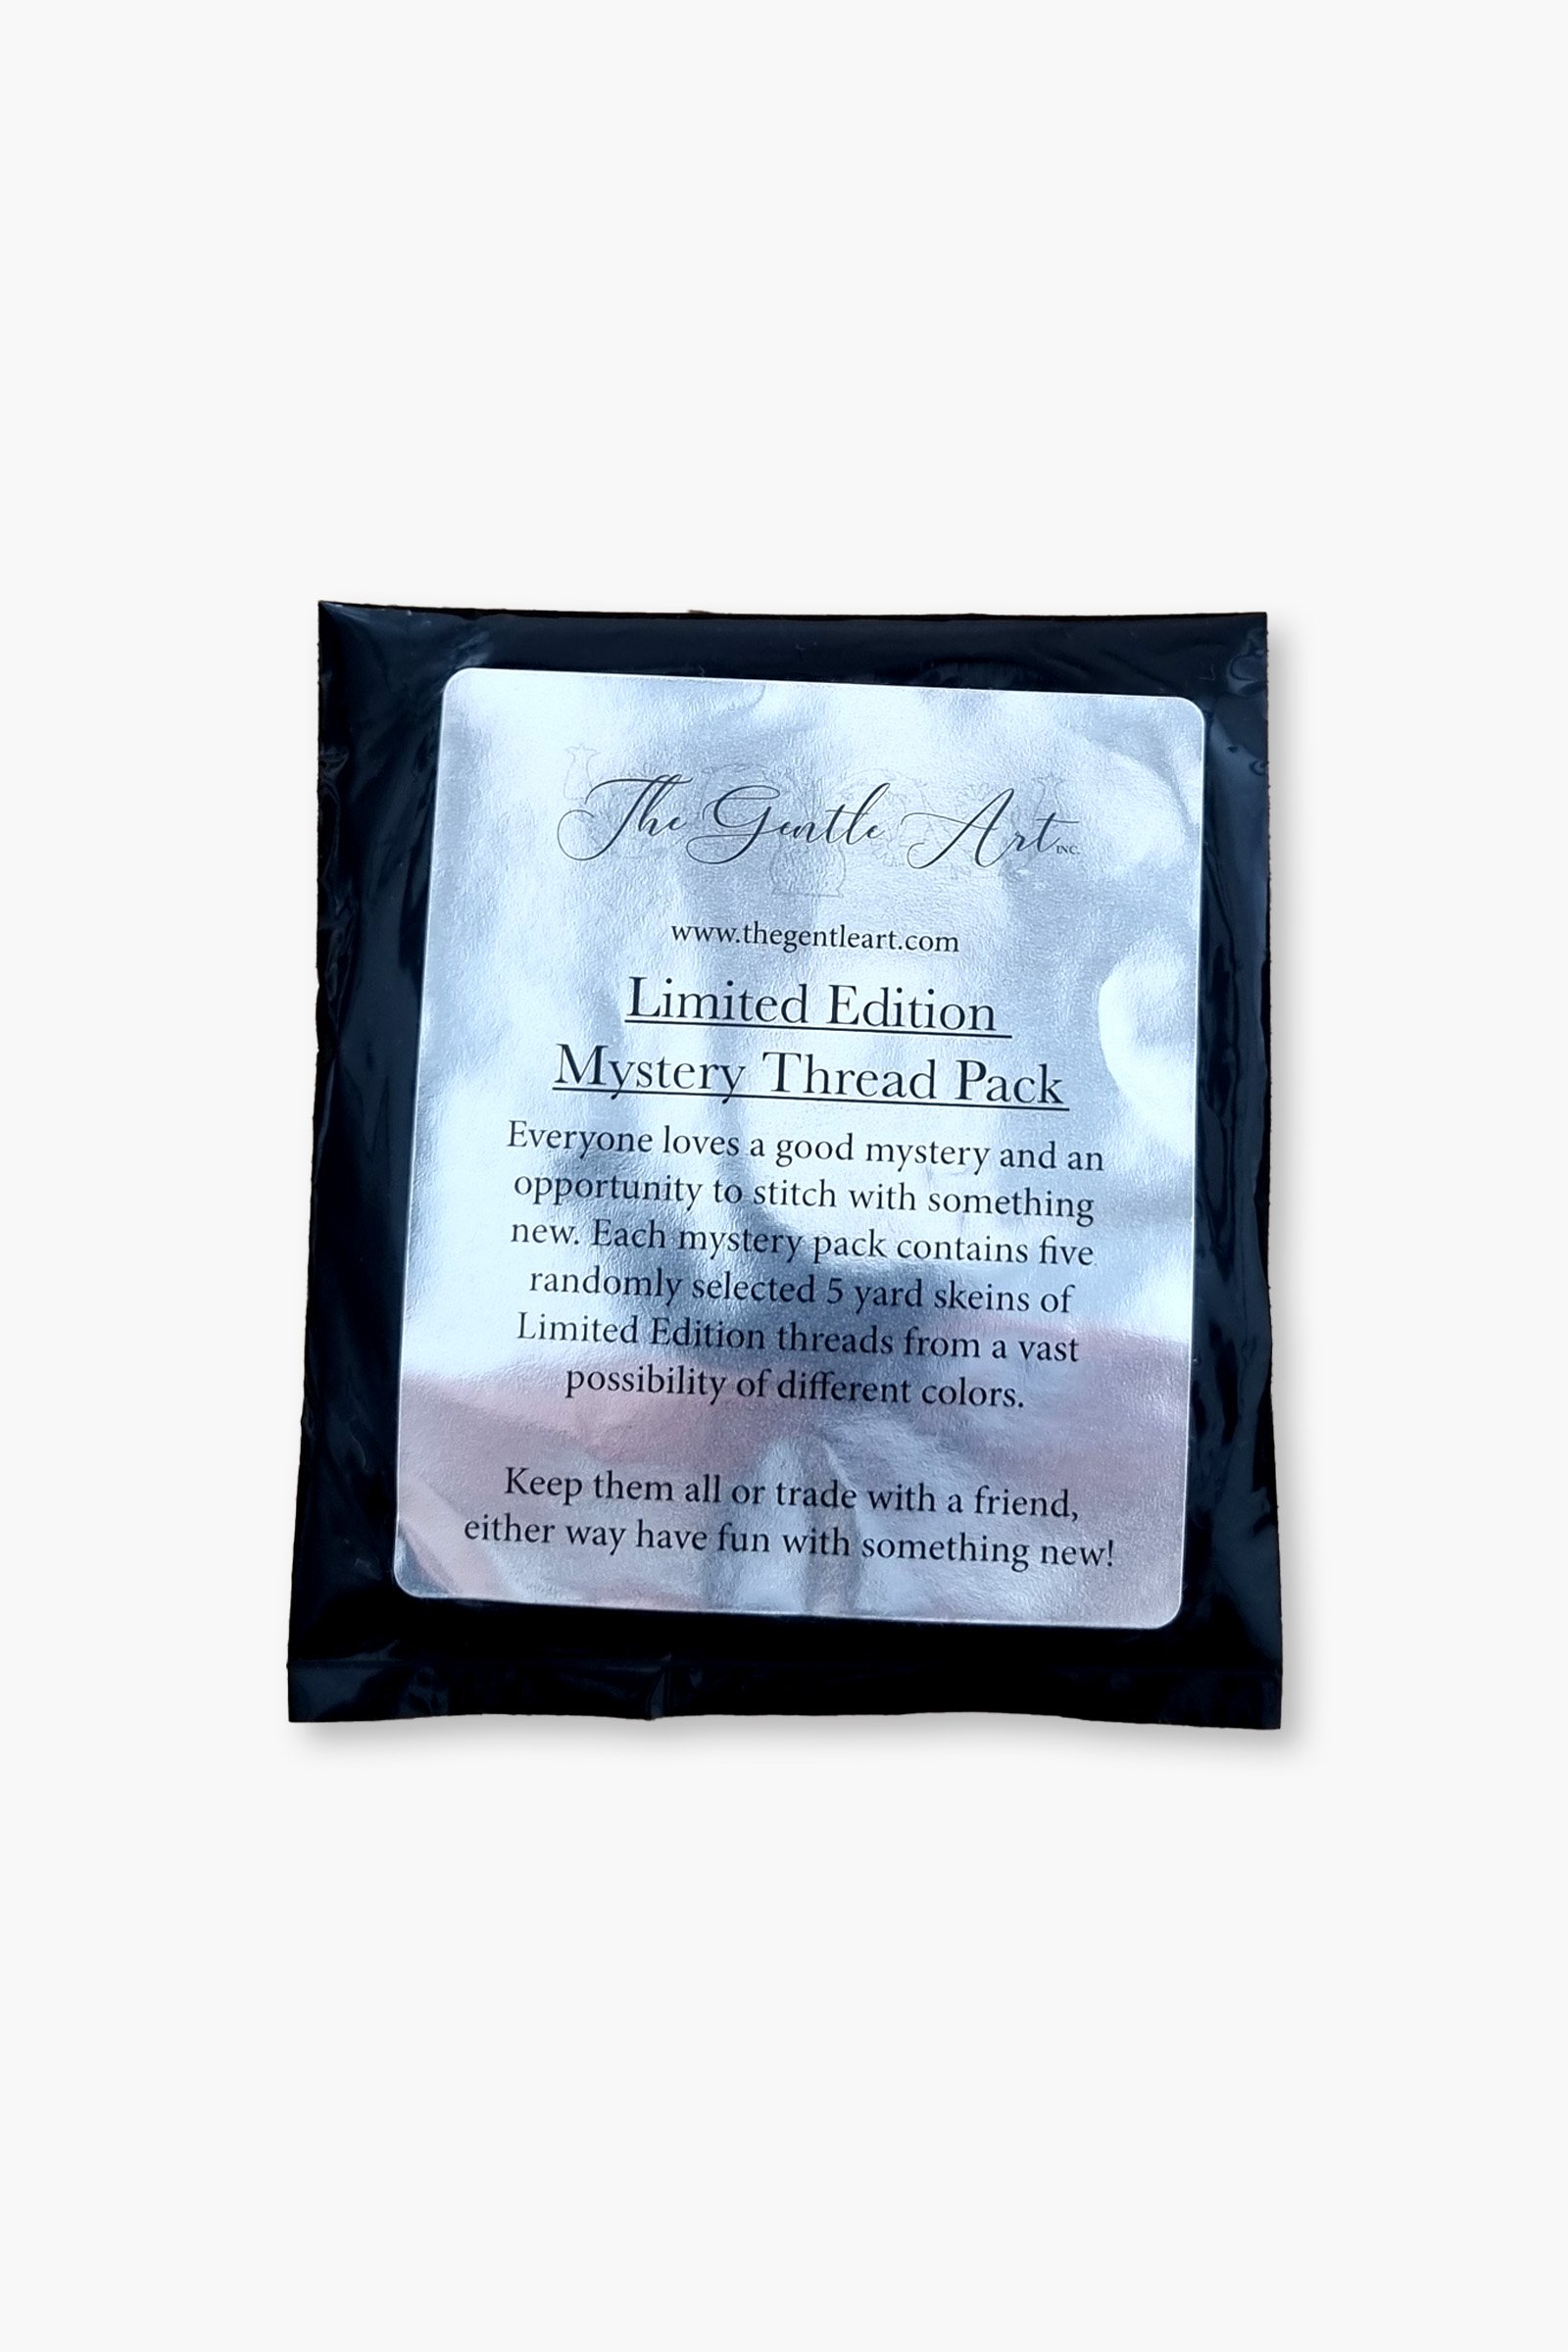 The Gentle Art INC.
www.thegentleart.com
Limited Edition
Mystery Thread Pack
Everyone loves a good mystery and an
opportunity to stitch with something
new. Each mystery pack contains five
randomly selected 5 yard skeins of
Limited Edition threads from a vast
possibility of different colors.
Keep them all or trade with a friend,
either way have fun with something new!